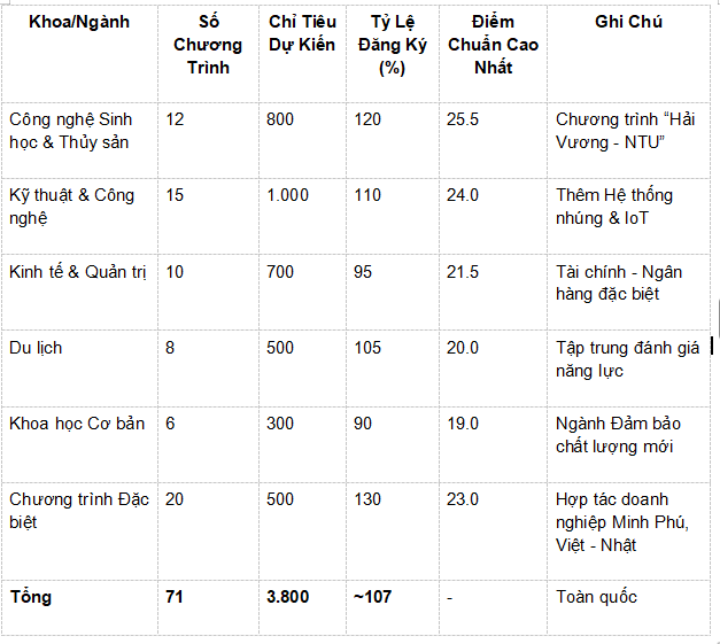 Khoa/Ngành Số Chỉ Tiêu Tỷ Lệ Điểm Ghi Chú
Chương Dự Kiến Đăng Ký Chuẩn Cao
Trình (%) Nhất
Công nghệ Sinh 12 800 120 25.5 Chương trình “Hải
học & Thủy sản Vương - NTU”
Kỹ thuật & Công 15 1.000 110 24.0 Thêm Hệ thống
nghệ nhúng & IoT
Kinh tế & Quản trị 10 700 95 21.5 Tài chính - Ngân
hàng đặc biệt
Du lịch 8 500 105 20.0 Tập trung đánh giá
năng lực
Khoa học Cơ bản 6 300 90 19.0 Ngành Đảm bảo
chất lượng mới
Chương trình Đặc 20 500 130 23.0 Hợp tác doanh
biệt nghiệp Minh Phú,
Việt - Nhật
Tổng 71 3.800 ~107 - Toàn quốc